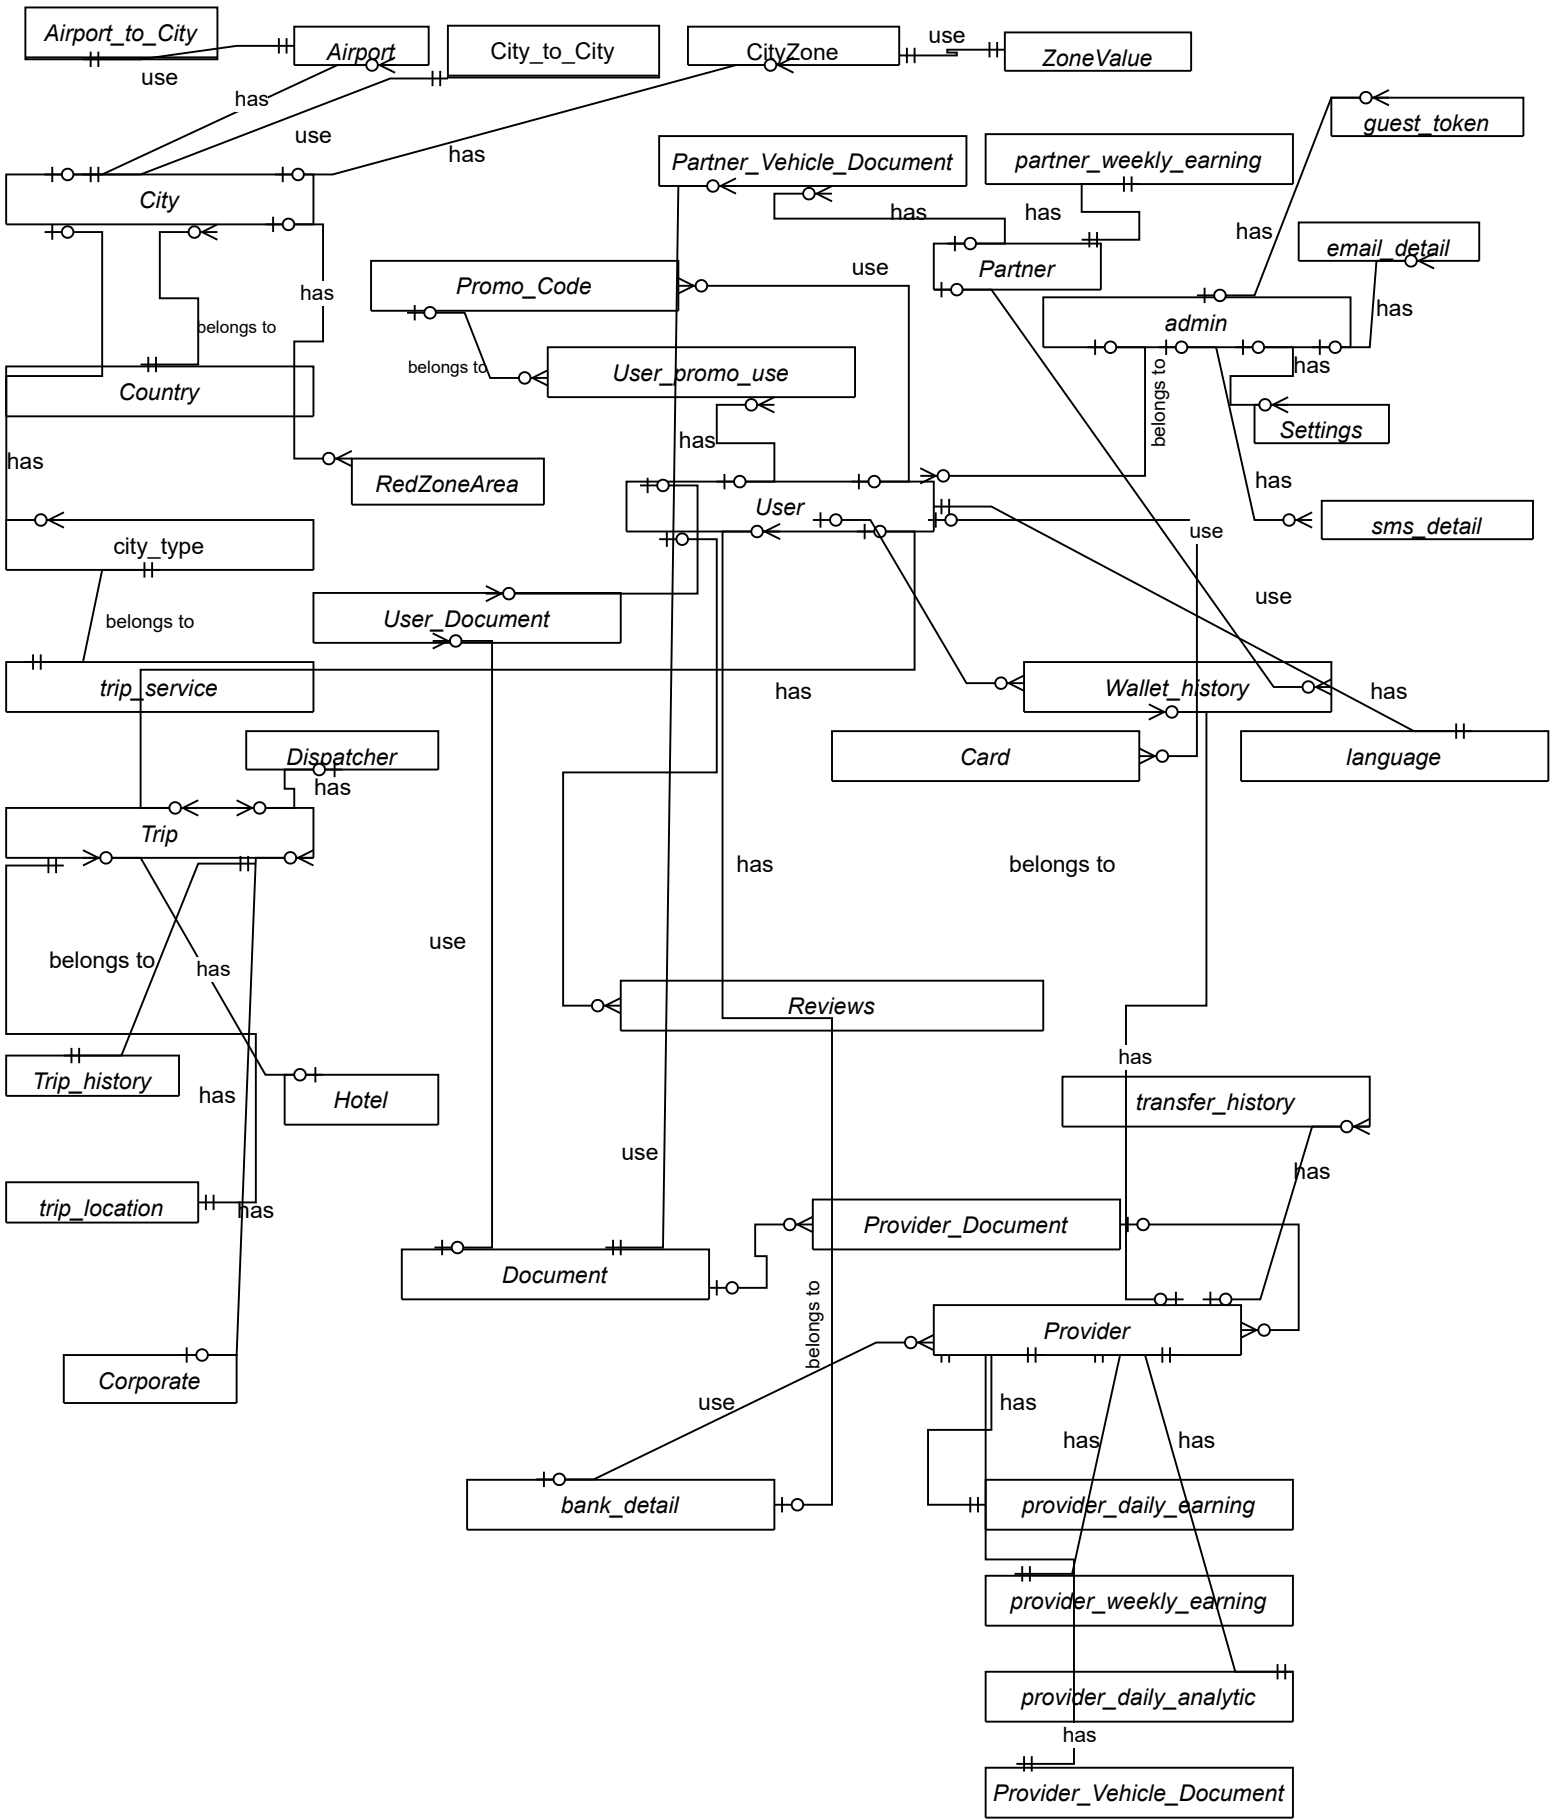 Airport_to_City
Airport
City_to_City
CityZone
use
ZoneValue
use
has
use
has
guest_token
Partner_Vehicle_Document
partner_weekly_earning
City
has
has
has
email_detail
Partner
Promo_Code
use
has
belongs to
admin
has
belongs to
User_promo_use
has
belongs to
Country
Settings
has
has
RedZoneArea
has
User
sms_detail
use
city_type
use
belongs to
User_Document
trip_service
has
Wallet_history
has
Dispatcher
has
Card
language
Trip
has
belongs to
use
belongs to
has
Reviews
has
Trip_history
has
Hotel
transfer_history
use
has
trip_location
has
Provider_Document
Document
belongs to
Provider
Corporate
use
has
has
has
bank_detail
provider_daily_earning
provider_weekly_earning
provider_daily_analytic
has
Provider_Vehicle_Document